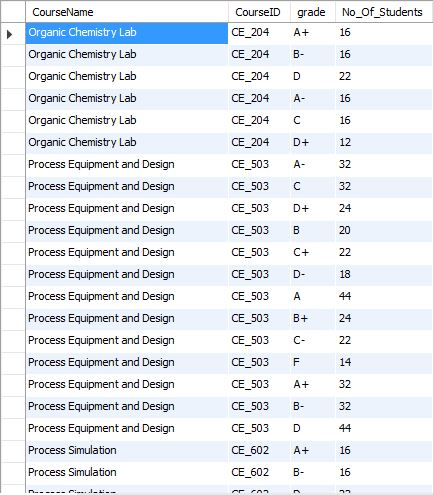 CourseName CourseID grade No_Of_Students
Organic Chemistry Lab CE_204 A+ 16
Organic Chemistry Lab CE_204 B- 16
Organic Chemistry Lab CE_204 D 22
Organic Chemistry Lab CE_204 A- 16
Organic Chemistry Lab CE_204 C 16
Organic Chemistry Lab CE_204 D+ 12
Process Equipment and Design CE_503 A- 32
Process Equipment and Design CE_503 C 32
Process Equipment and Design CE_503 D+ 24
Process Equipment and Design CE_503 B 20
Process Equipment and Design CE_503 C+ 22
Process Equipment and Design CE_503 D- 18
Process Equipment and Design CE_503 A 44
Process Equipment and Design CE_503 B+ 24
Process Equipment and Design CE_503 C- 22
Process Equipment and Design CE_503 F 14
Process Equipment and Design CE_503 A+ 32
Process Equipment and Design CE_503 B- 32
Process Equipment and Design CE_503 D 44
Process Simulation CE_602 A+ 16
Process Simulation CE_602 B- 16